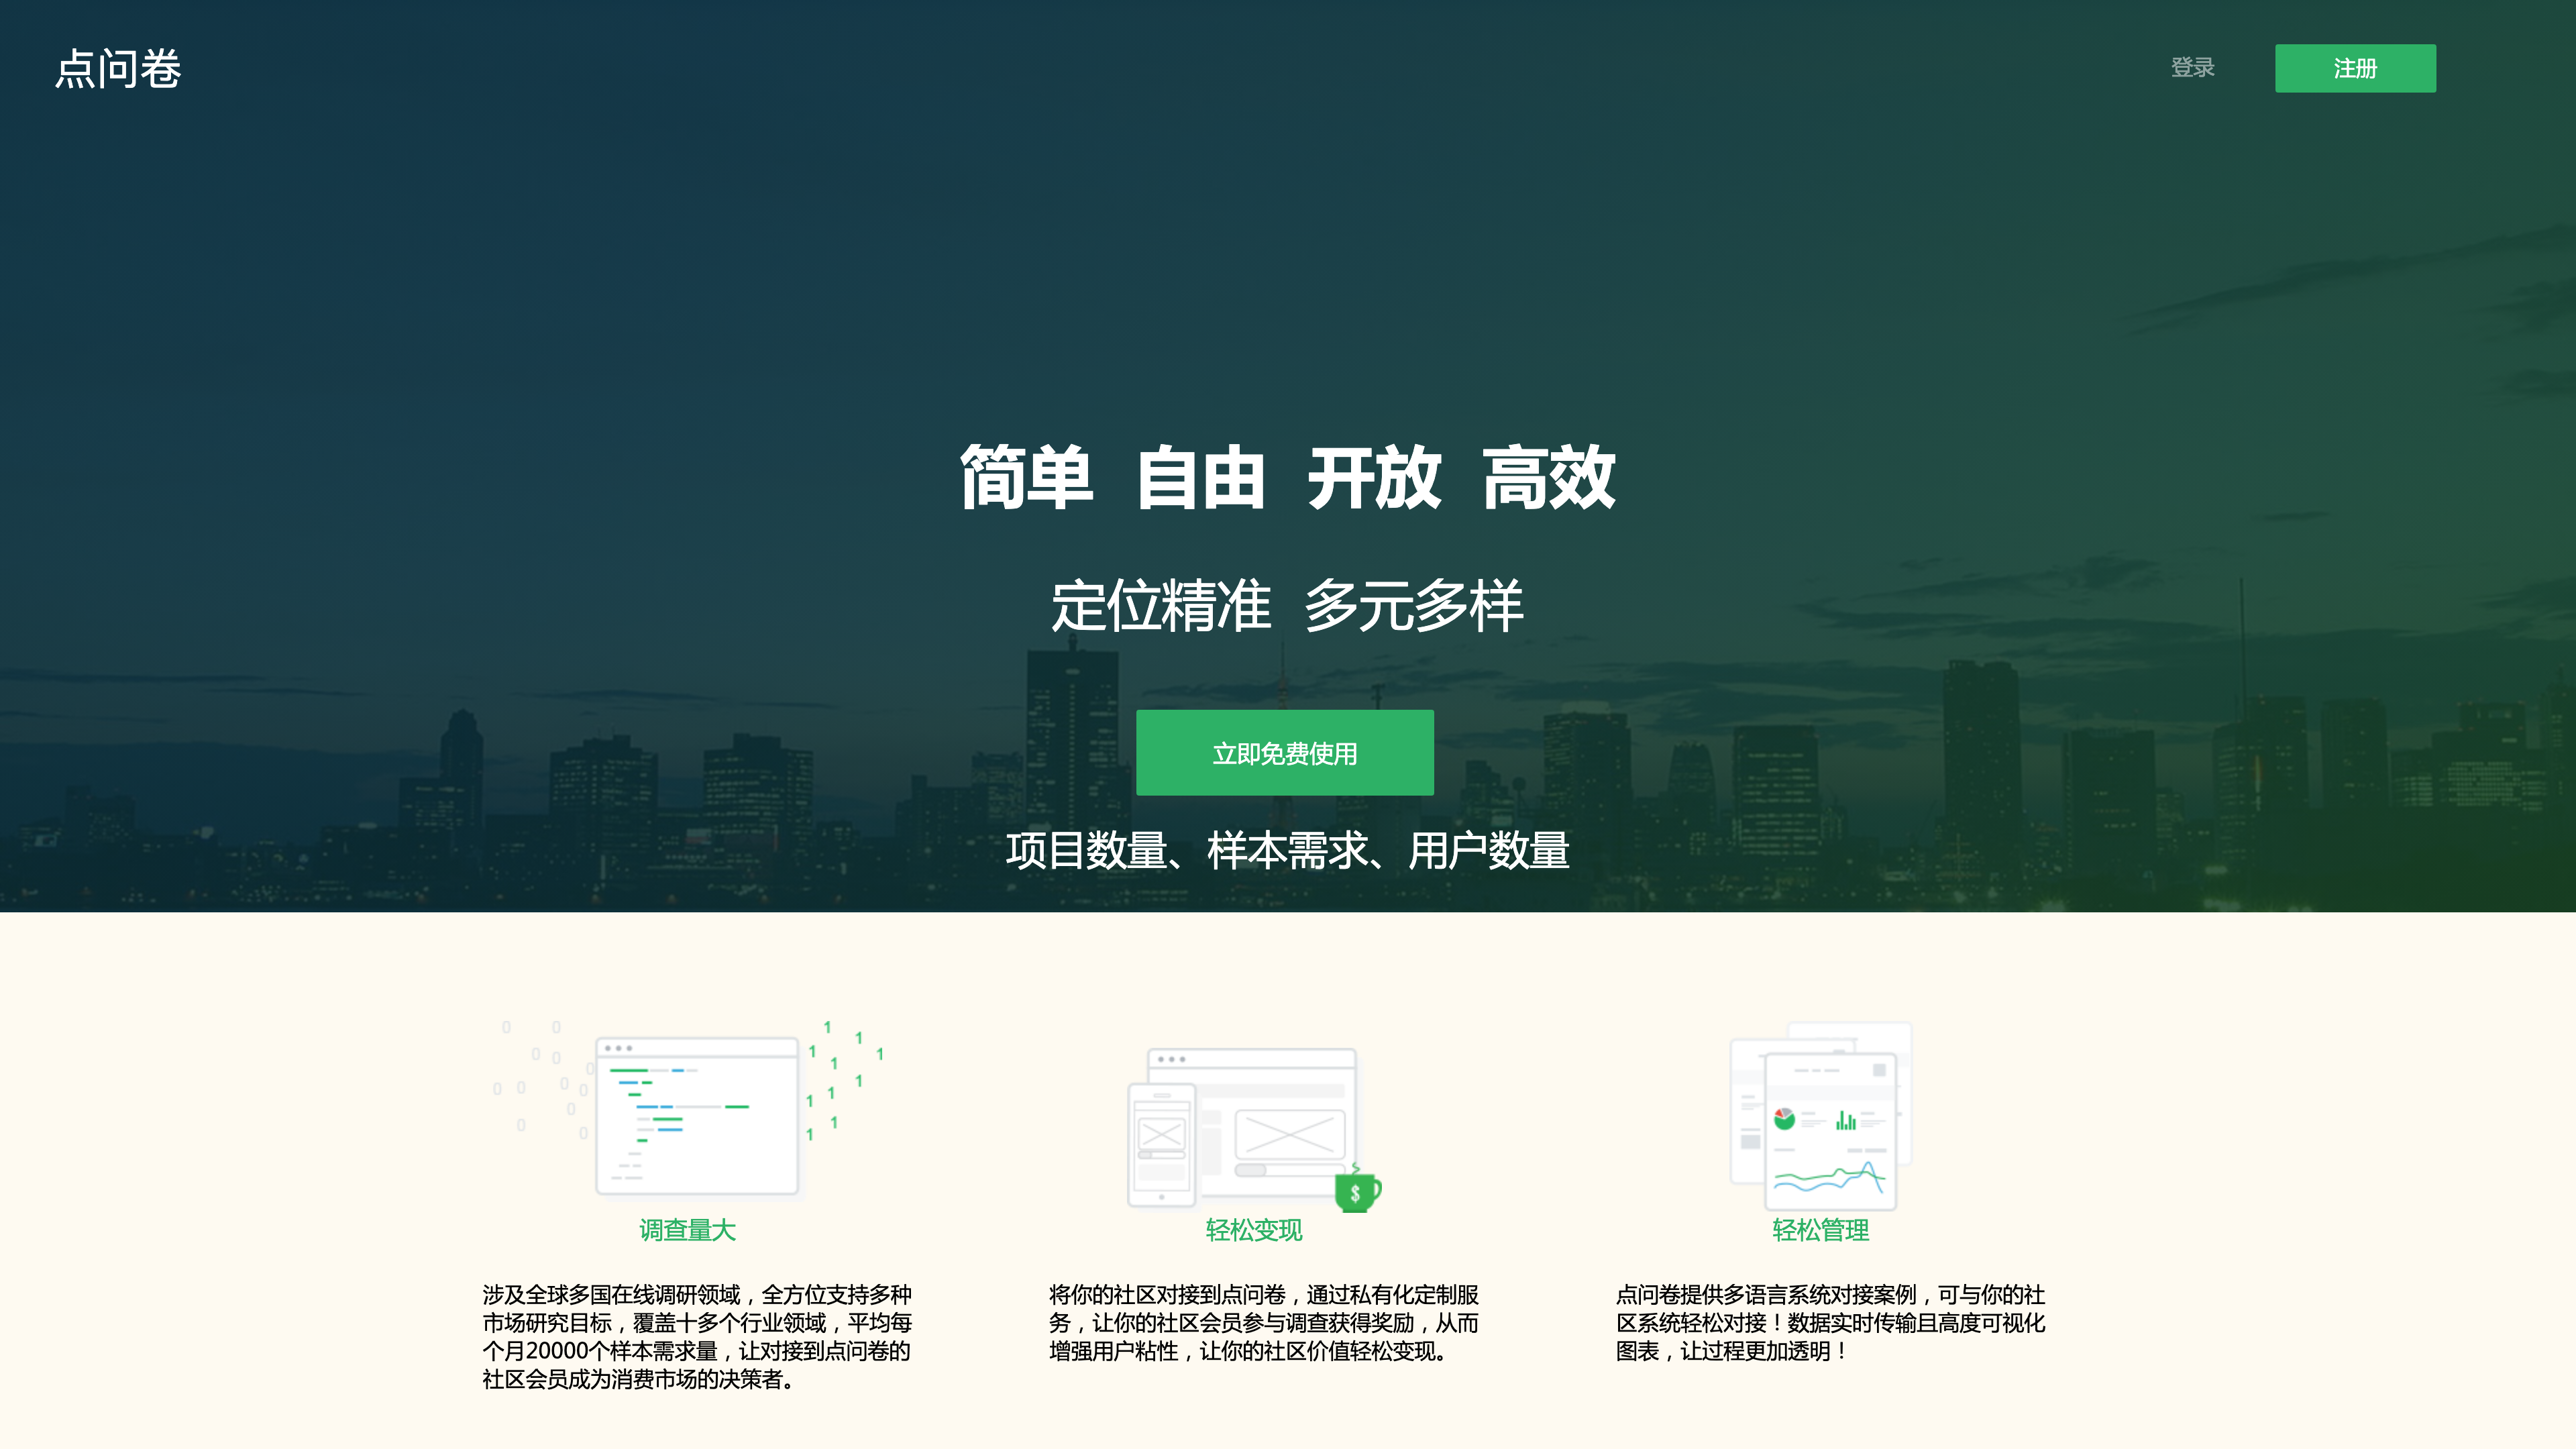 点问卷
登录
注册
简单 自由 开放 高效
定位精准 多元多样
立即免费使用
项目数量、样本需求、用户数量
调查量大
涉及全球多国在线调研领域，全方位支持多种
市场研究目标，覆盖十多个行业领域，平均每
个月20000个样本需求量，让对接到点问卷的
社区会员成为消费市场的决策者。
轻松变现
将你的社区对接到点问卷，通过私有化定制服
务，让你的社区会员参与调查获得奖励，从而
增强用户粘性，让你的社区价值轻松变现。
轻松管理
点问卷提供多语言系统对接案例，可与你的社
区系统轻松对接！数据实时传输且高度可视化
图表，让过程更加透明！